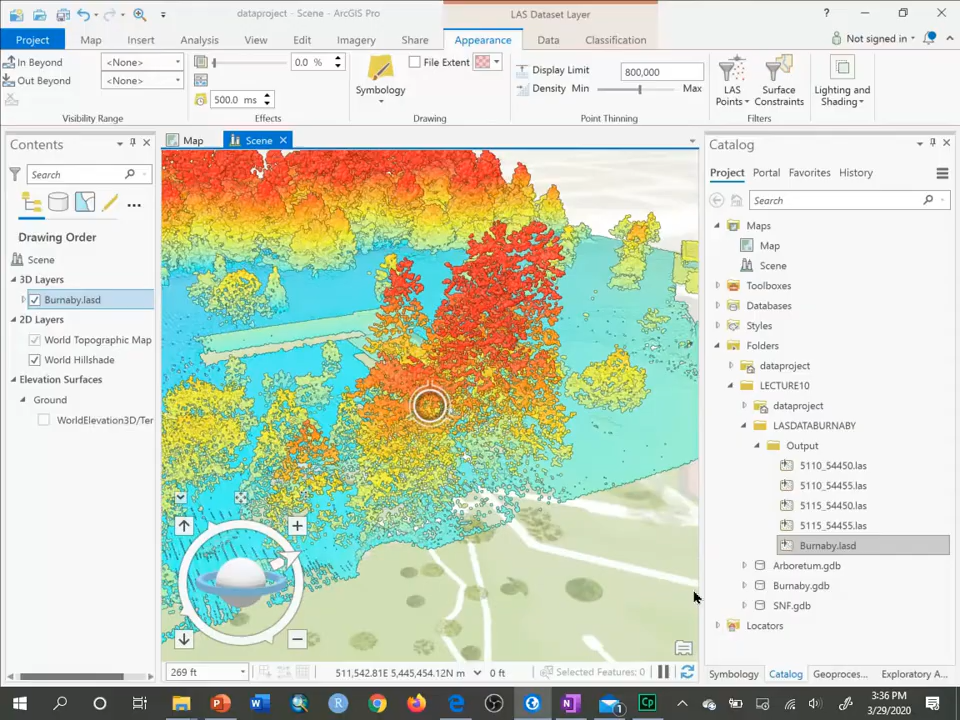 dataproject - Scene - ArcGIS Pro
LAS Dataset Layer
?
Project
Map
Insert
Analysis
View
Edit
Imagery
Share
Appearance
Data
Classification
Not signed in
In Beyond
<None>
Out Beyond
<None>
Visibility Range
0.0 %
500.0 ms
Effects
Symbology
File Extent
Drawing
Display Limit
800,000
Density Min
Max
Point Thinning
LAS Points
Surface Constraints
Filters
Lighting and Shading
Contents
Search
Drawing Order
Scene
3D Layers
Burnaby.lasd
2D Layers
World Topographic Map
World Hillshade
Elevation Surfaces
Ground
WorldElevation3D/Ter
Map
Scene
269 ft
511,542.81E 5,445,454.12N m
0 ft
Selected Features: 0
Catalog
Project
Portal
Favorites
History
Search
Maps
Map
Scene
Toolboxes
Databases
Styles
Folders
dataproject
LECTURE10
dataproject
LASDATABURNABY
Output
5110_54450.las
5110_54455.las
5115_54450.las
5115_54455.las
Burnaby.lasd
Arboretum.gdb
Burnaby.gdb
SNF.gdb
Locators
Symbology
Catalog
Geoproces...
Exploratory A...
3:36 PM
3/29/2020